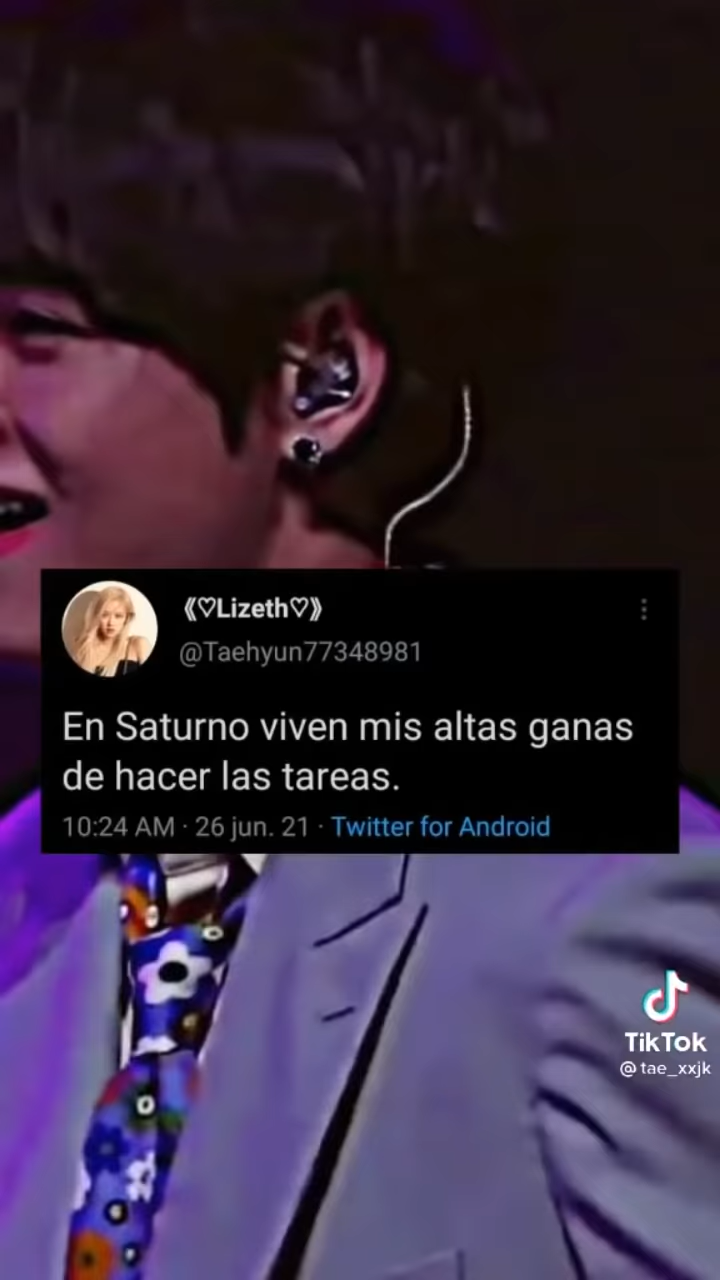 《♡Lizeth♡》
@Taehyun77348981
En Saturno viven mis altas ganas
de hacer las tareas.
10:24 AM · 26 jun. 21 · Twitter for Android
TikTok
@tae_xxjk